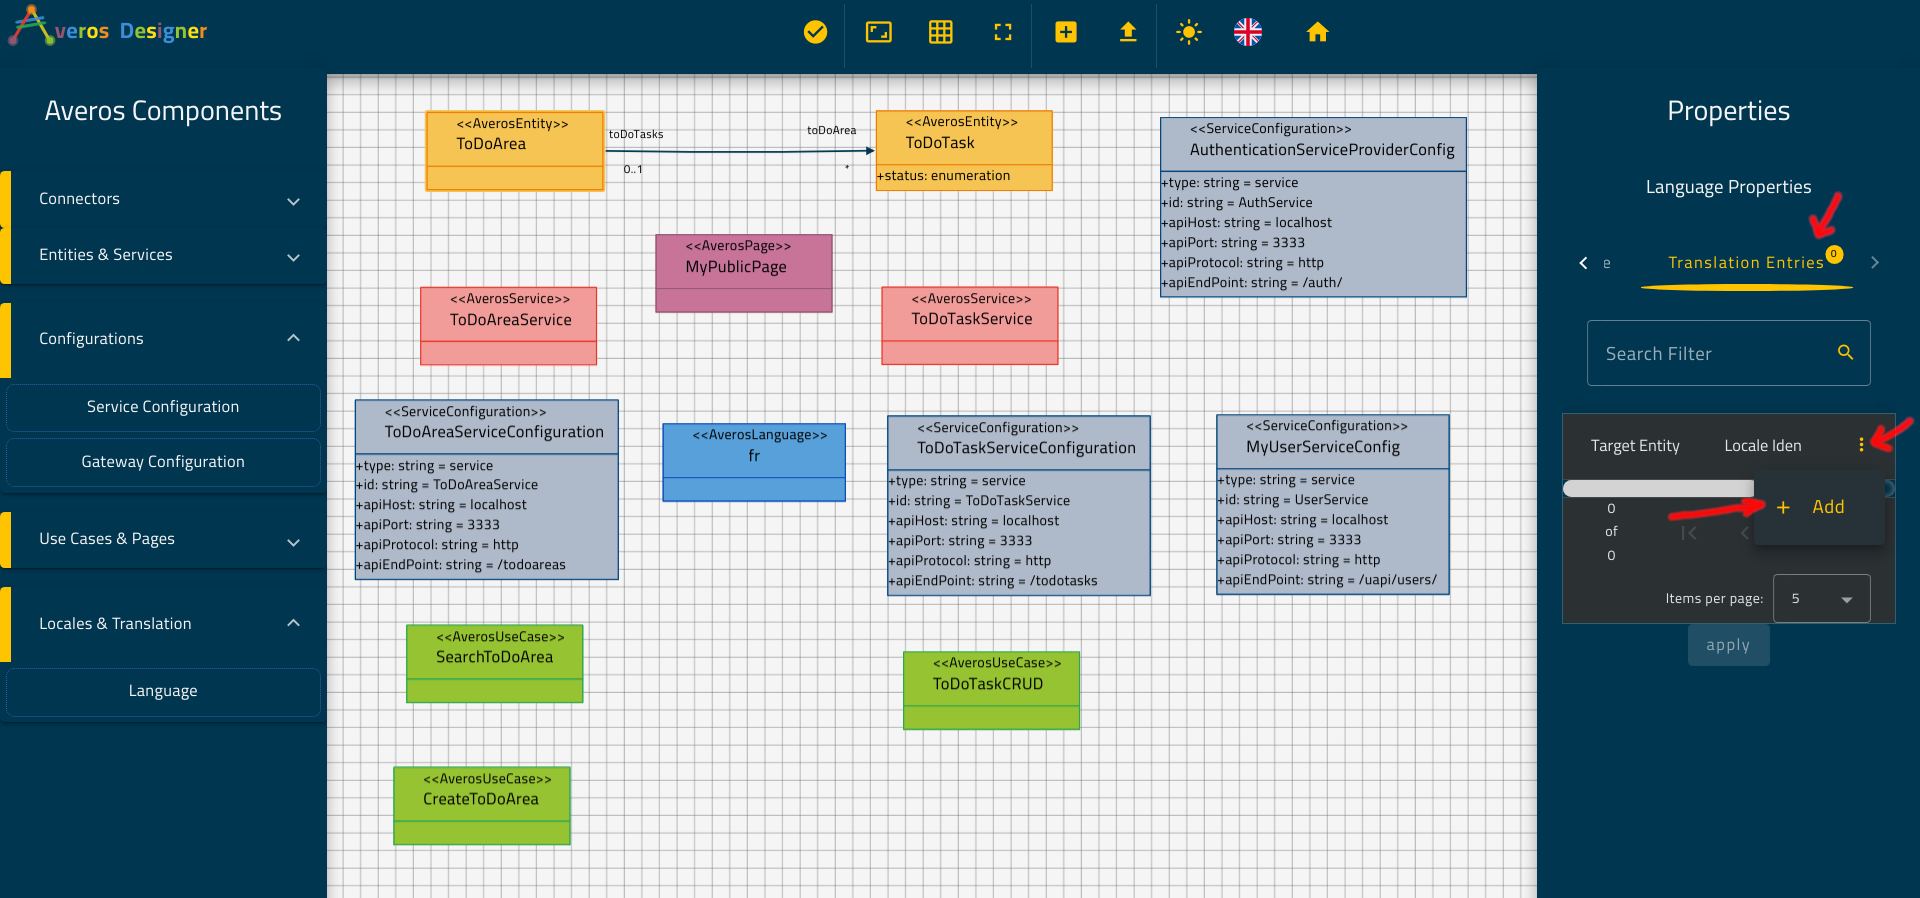 Averos Designer
Averos Components
Connectors
Entities & Services
Configurations
Service Configuration
Gateway Configuration
Use Cases & Pages
Locales & Translation
Language
<<AverosEntity>>
ToDoArea
toDoTasks
0..1
toDoArea
*
<<AverosEntity>>
ToDoTask
+status: enumeration
<<ServiceConfiguration>>
AuthenticationServiceProviderConfig
+type: string = service
+id: string = AuthService
+apiHost: string = localhost
+apiPort: string = 3333
+apiProtocol: string = http
+apiEndPoint: string = /auth/
<<AverosPage>>
MyPublicPage
<<AverosService>>
ToDoAreaService
<<AverosService>>
ToDoTaskService
<<ServiceConfiguration>>
ToDoAreaServiceConfiguration
+type: string = service
+id: string = ToDoAreaService
+apiHost: string = localhost
+apiPort: string = 3333
+apiProtocol: string = http
+apiEndPoint: string = /todoareas
<<AverosLanguage>>
fr
<<ServiceConfiguration>>
ToDoTaskServiceConfiguration
+type: string = service
+id: string = ToDoTaskService
+apiHost: string = localhost
+apiPort: string = 3333
+apiProtocol: string = http
+apiEndPoint: string = /todotasks
<<ServiceConfiguration>>
MyUserServiceConfig
+type: string = service
+id: string = UserService
+apiHost: string = localhost
+apiPort: string = 3333
+apiProtocol: string = http
+apiEndPoint: string = /uapi/users/
<<AverosUseCase>>
SearchToDoArea
<<AverosUseCase>>
ToDoTaskCRUD
<<AverosUseCase>>
CreateToDoArea
Properties
Language Properties
e
Translation Entries
0
Search Filter
Target Entity
Locale Iden
+ Add
0
of
0
Items per page:
5
apply